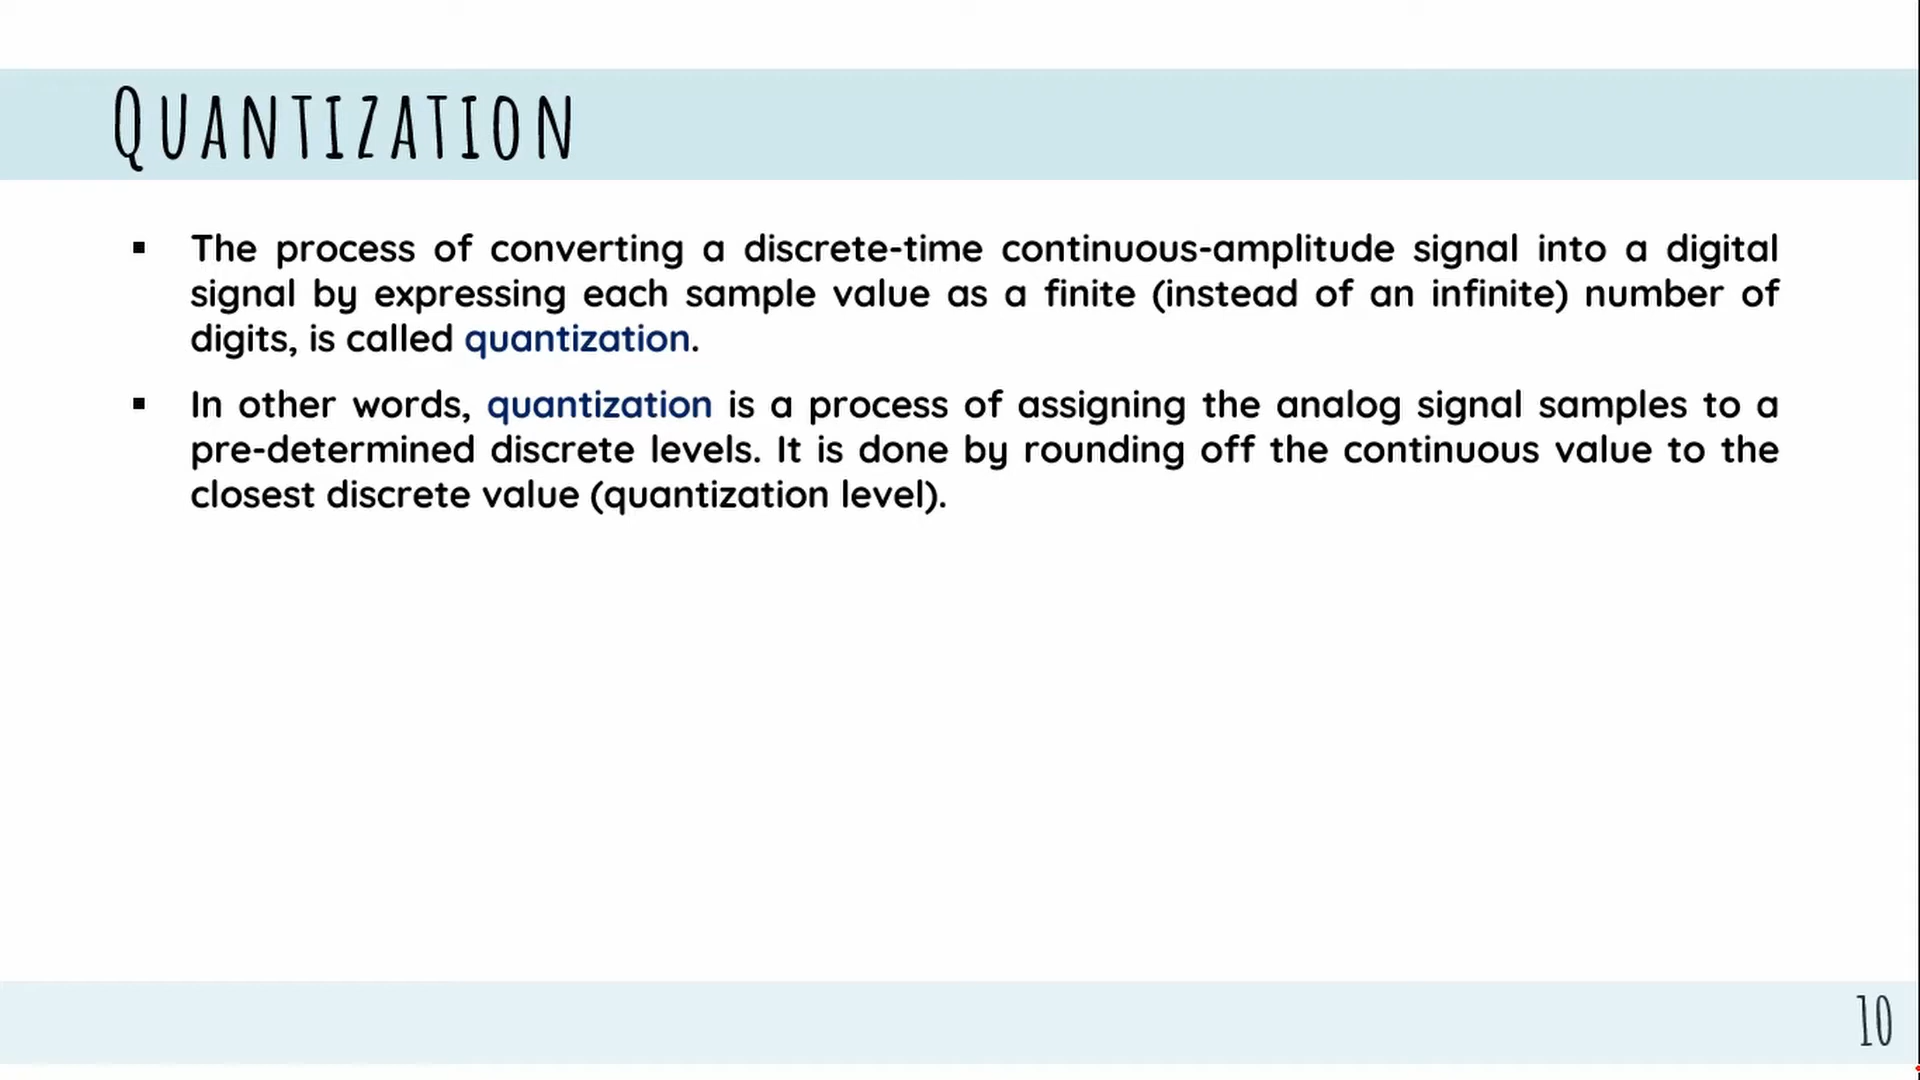 QUANTIZATION
▪ The process of converting a discrete-time continuous-amplitude signal into a digital
signal by expressing each sample value as a finite (instead of an infinite) number of
digits, is called quantization.
▪ In other words, quantization is a process of assigning the analog signal samples to a
pre-determined discrete levels. It is done by rounding off the continuous value to the
closest discrete value (quantization level).
10